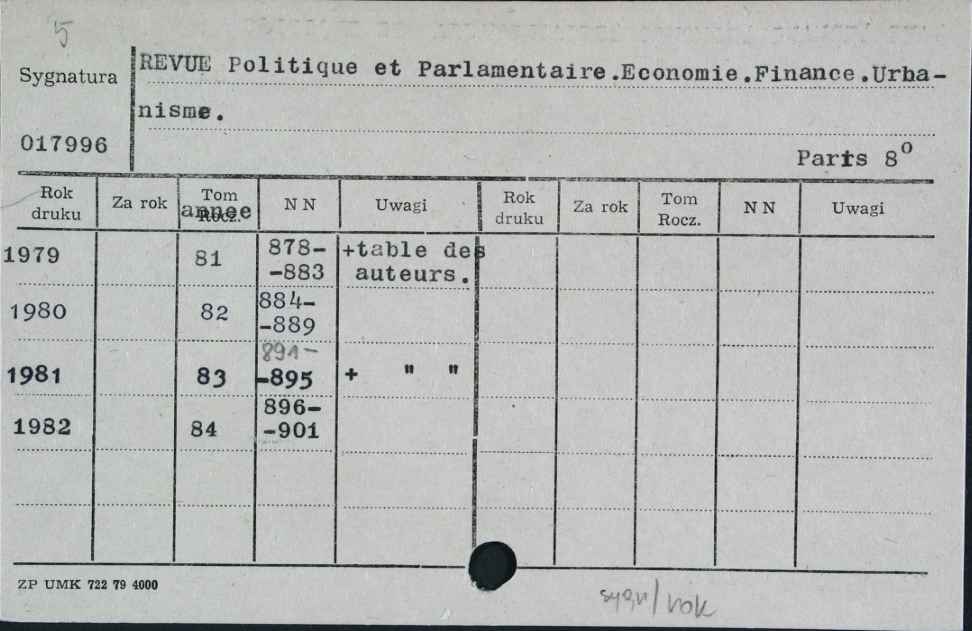 5
Sygnatura
REVUE Politique et Parlamentaire.Economie.Finance.Urba-
nisme.
017996
Paris 8⁰
Rok druku Za rok Tom Rocz. annee N N Uwagi Rok druku Za rok Tom Rocz. N N Uwagi
1979 81 878- -883 +table des auteurs.
1980 82 884- -889
1981 83 891- -895 + " "
1982 84 896- -901
ZP UMK 722 79 4000
sygn/rok